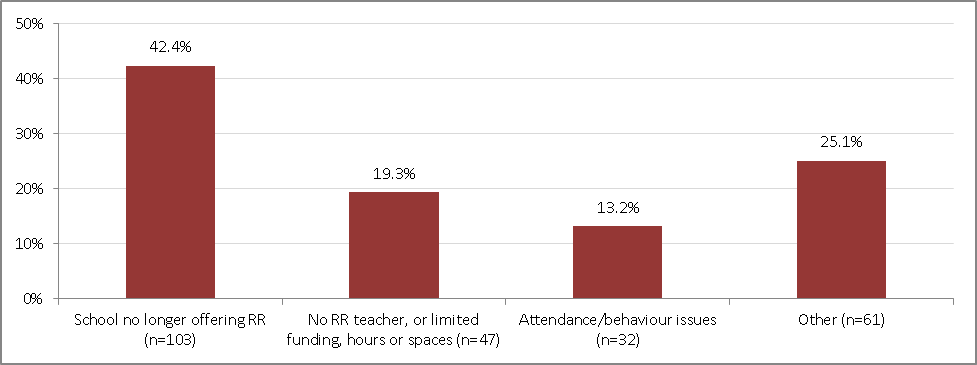 50%
42.4%
40%
30%
25.1%
19.3%
20%
13.2%
10%
0%
School no longer offering RR
(n=103)
No RR teacher, or limited
funding, hours or spaces (n=47)
Attendance/behaviour issues
(n=32)
Other (n=61)